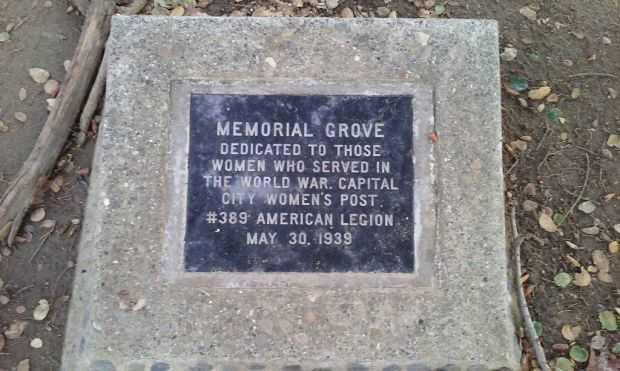 MEMORIAL GROVE
DEDICATED TO THOSE
WOMEN WHO SERVED IN
THE WORLD WAR. CAPITAL
CITY WOMEN'S POST
#389 AMERICAN LEGION
MAY 30, 1939